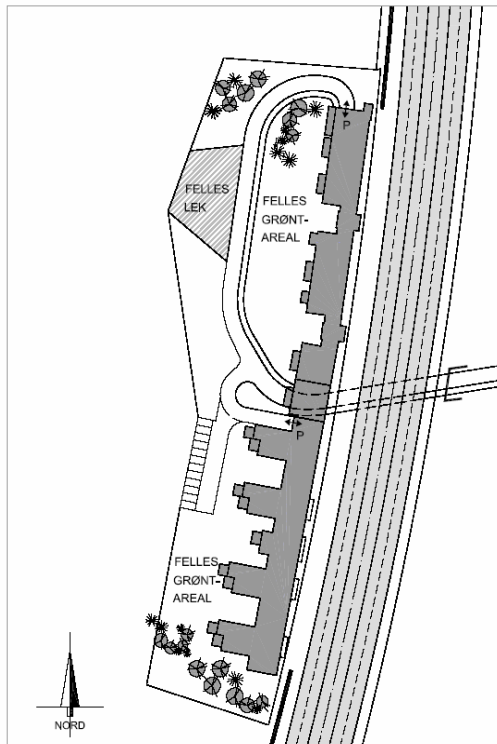 P
FELLES
LEK
FELLES
GRØNT-
AREAL
P
FELLES
GRØNT-
AREAL
NORD